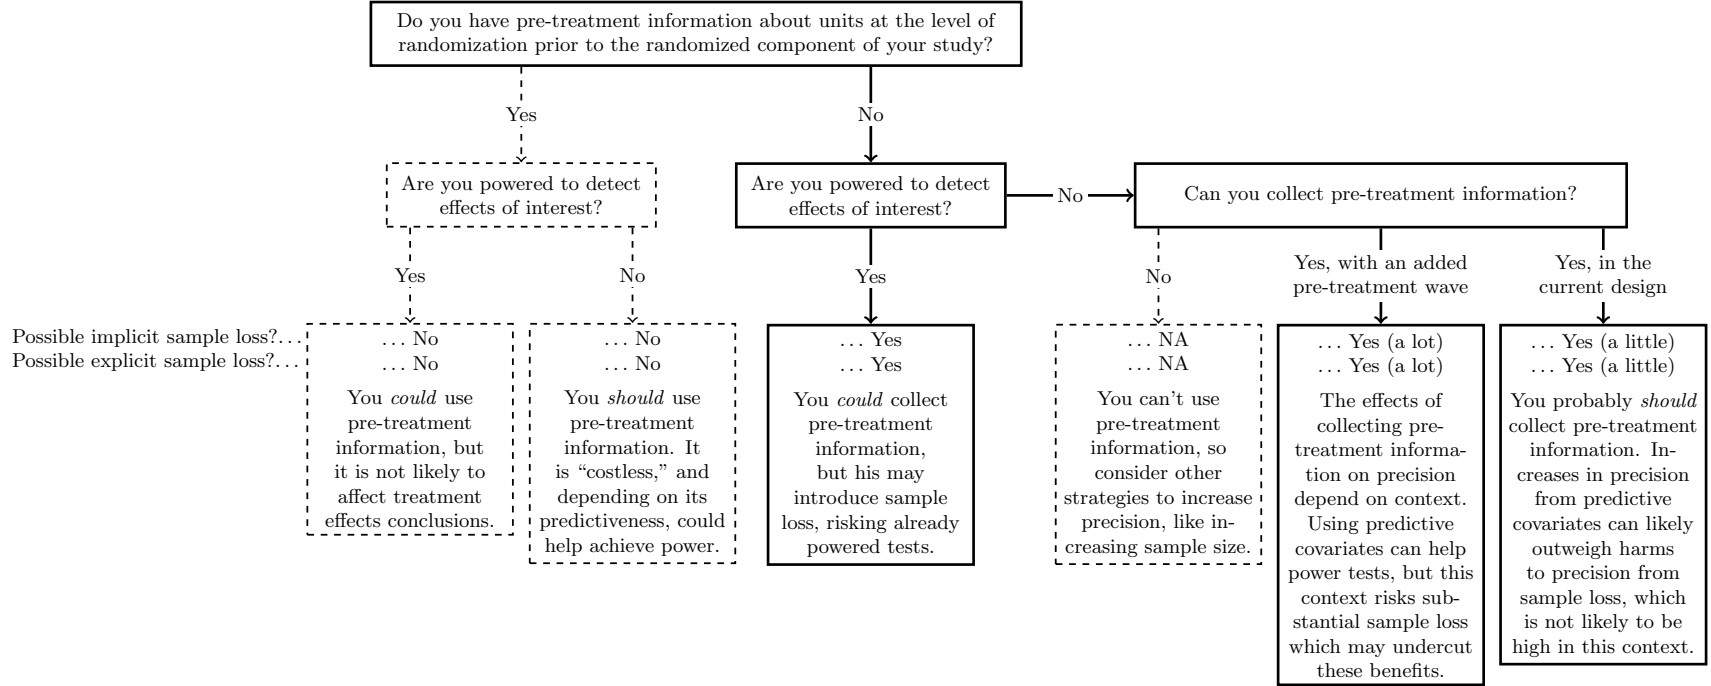 Do you have pre-treatment information about units at the level of
randomization prior to the randomized component of your study?
Yes
No
Are you powered to detect
effects of interest?
Are you powered to detect
effects of interest?
No
Can you collect pre-treatment information?
Yes
No
Yes
No
Yes, with an added
pre-treatment wave
Yes, in the
current design
Possible implicit sample loss?...
Possible explicit sample loss?...
... No
... No
You could use
pre-treatment
information, but
it is not likely to
affect treatment
effects conclusions.
... No
... No
You should use
pre-treatment
information. It
is “costless,” and
depending on its
predictiveness, could
help achieve power.
... Yes
... Yes
You could collect
pre-treatment
information,
but his may
introduce sample
loss, risking already
powered tests.
... NA
... NA
You can't use
pre-treatment
information, so
consider other
strategies to increase
precision, like in-
creasing sample size.
... Yes (a lot)
... Yes (a lot)
The effects of
collecting pre-
treatment informa-
tion on precision
depend on context.
Using predictive
covariates can help
power tests, but this
context risks sub-
stantial sample loss
which may undercut
these benefits.
... Yes (a little)
... Yes (a little)
You probably should
collect pre-treatment
information. In-
creases in precision
from predictive
covariates can likely
outweigh harms
to precision from
sample loss, which
is not likely to be
high in this context.